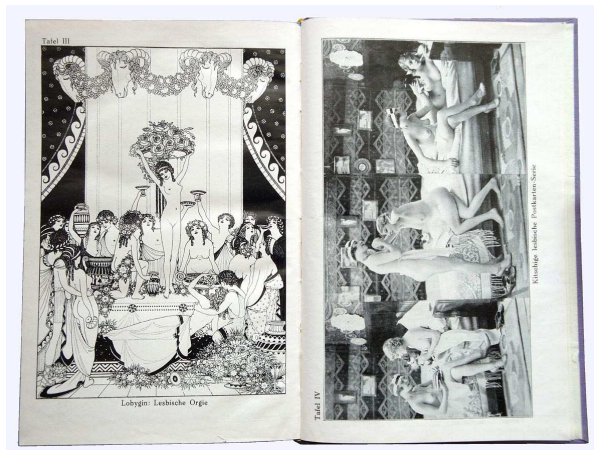 Tafel III
Lobygin: Lesbische Orgie
Tafel IV
Kitschige lesbische Postkarten-Serie